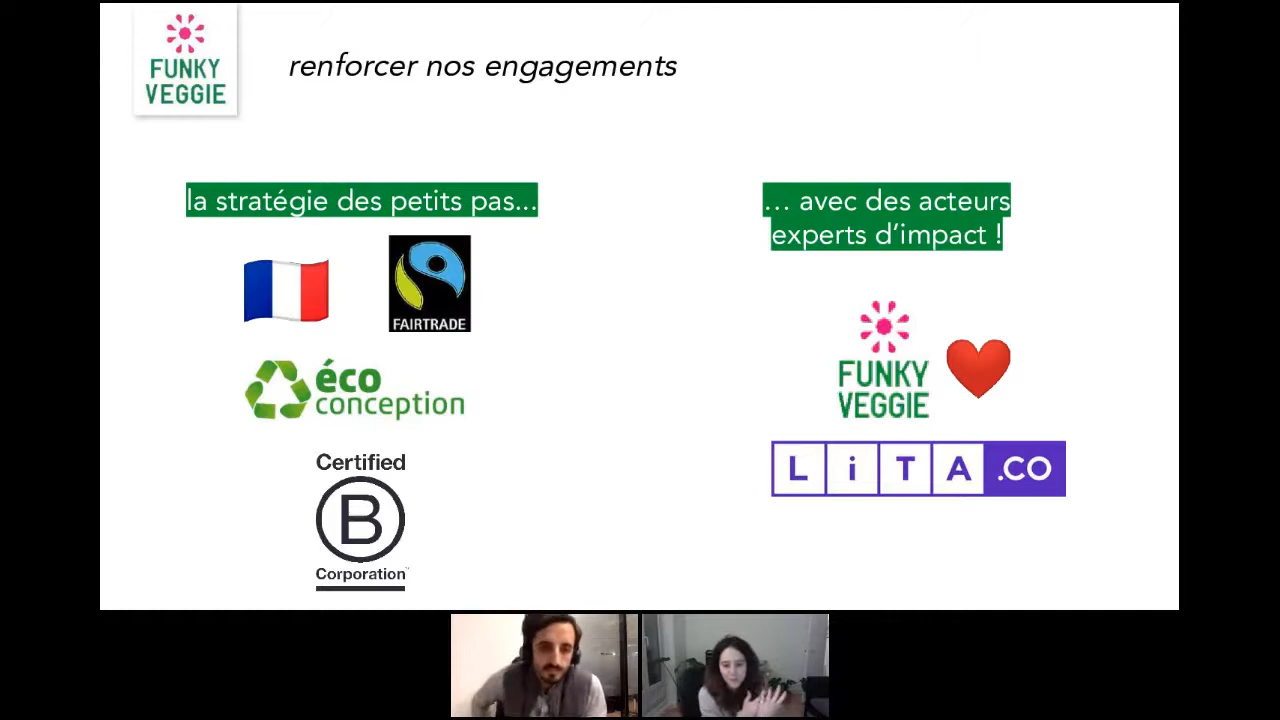 FUNKY
VEGGIE
renforcer nos engagements
la stratégie des petits pas...
... avec des acteurs
experts d'impact !
FAIRTRADE
éco
conception
Certified
B
Corporation
FUNKY
VEGGIE
LiTA.CO